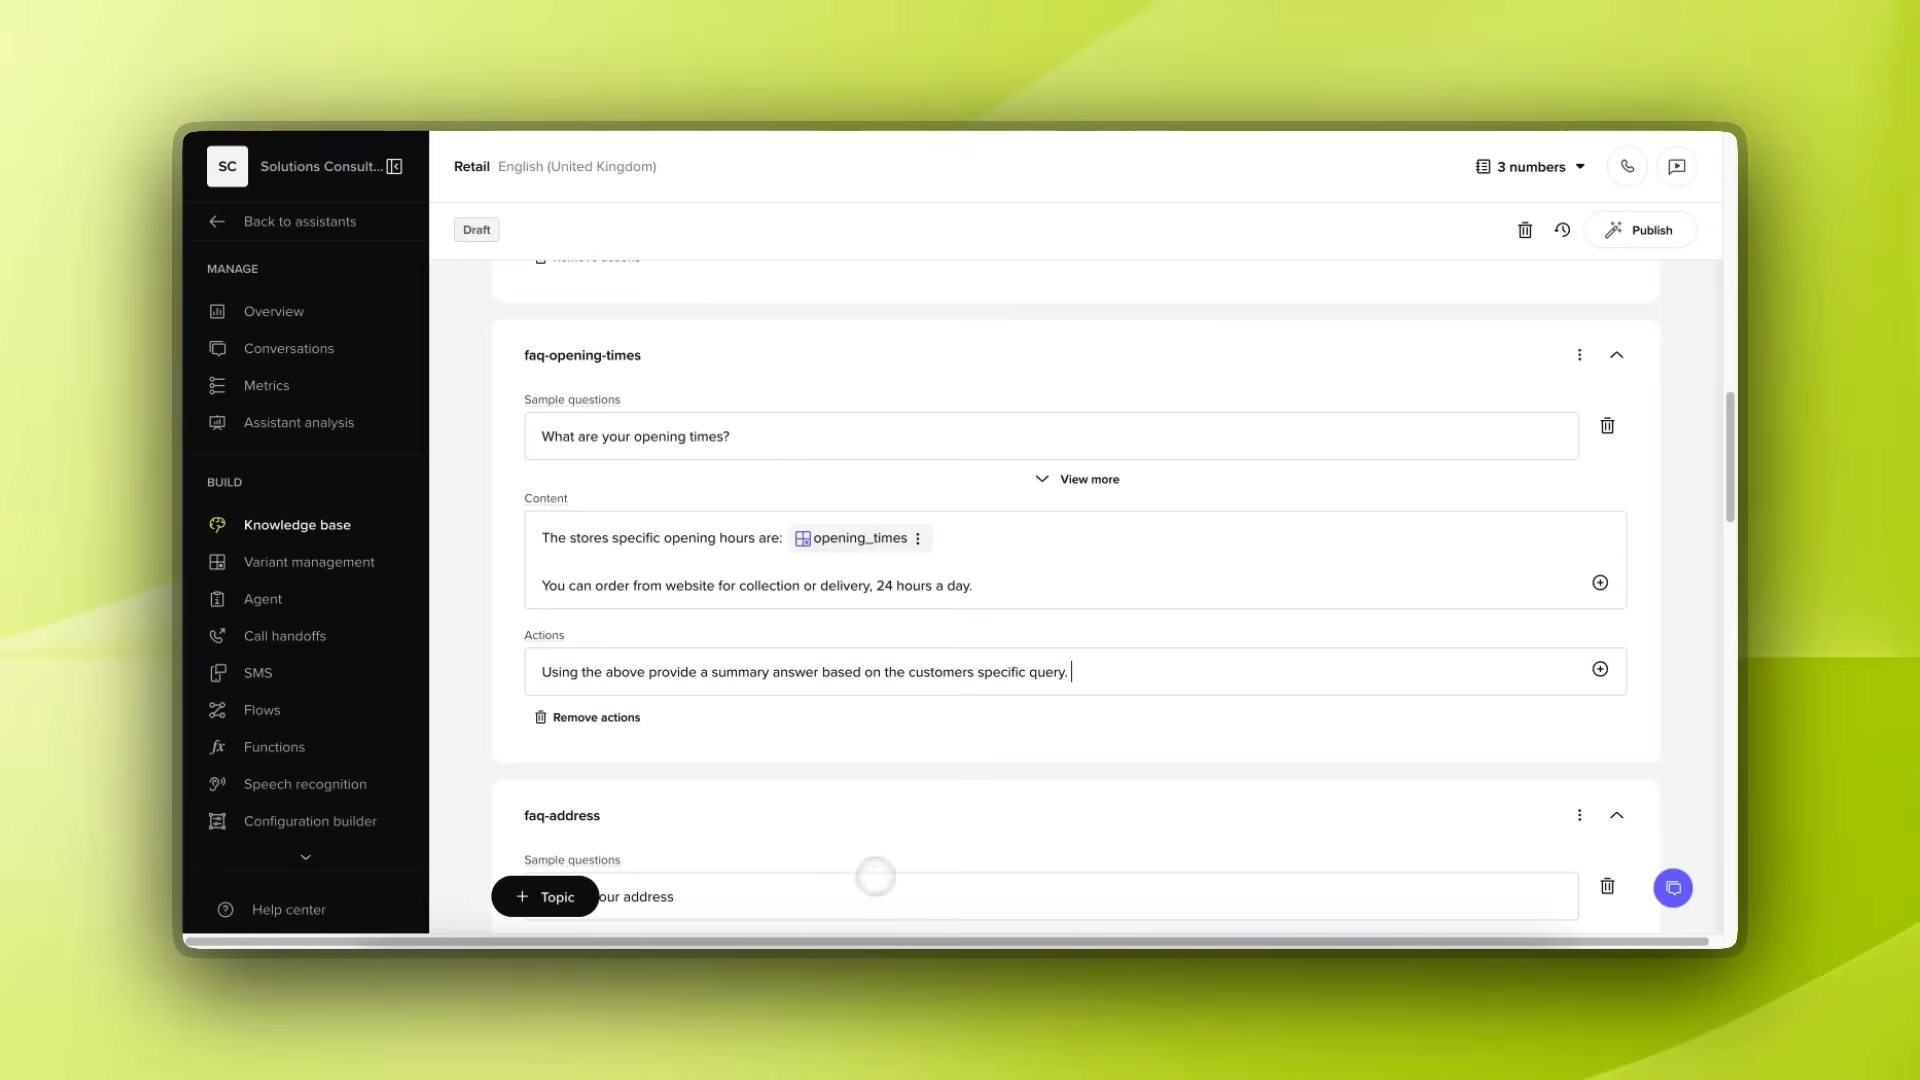 SC
Solutions Consult...
Back to assistants
MANAGE
Overview
Conversations
Metrics
Assistant analysis
BUILD
Knowledge base
Variant management
Agent
Call handoffs
SMS
Flows
fx Functions
Speech recognition
Configuration builder
Help center
Retail English (United Kingdom)
3 numbers
Draft
Publish
Remove actions
faq-opening-times
Sample questions
What are your opening times?
View more
Content
The stores specific opening hours are: opening_times
You can order from website for collection or delivery, 24 hours a day.
Actions
Using the above provide a summary answer based on the customers specific query.
Remove actions
faq-address
Sample questions
our address
+ Topic